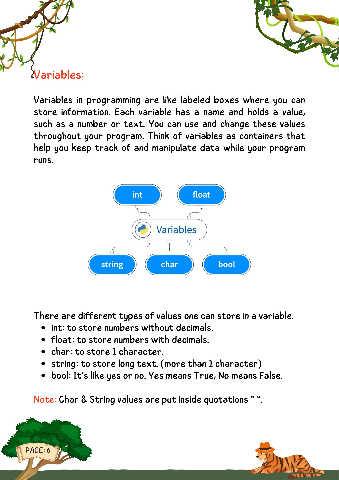 Variables:
Variables in programming are like labeled boxes where you can
store information. Each variable has a name and holds a value,
such as a number or text. You can use and change these values
throughout your program. Think of variables as containers that
help you keep track of and manipulate data while your program
runs.
int float
Variables
string char bool
There are different types of values one can store in a variable.
• int: to store numbers without decimals.
• float: to store numbers with decimals.
• char: to store 1 character.
• string: to store long text. (more than 1 character)
• bool: It's like yes or no. Yes means True, No means False.
Note: Char & String values are put inside quotations " ".
PAGE: 6